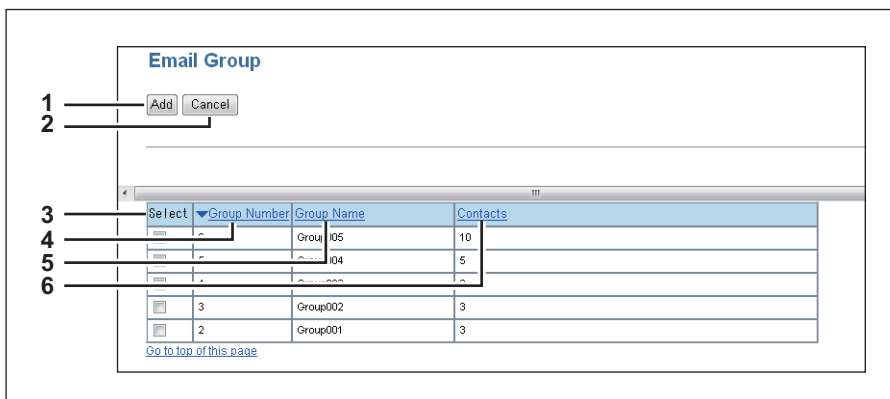 Email Group
1
Add Cancel
2
3
Select Group Number Group Name Contacts
4
10
5
5
6
3 Group002 3
2 Group001 3
Go to top of this page